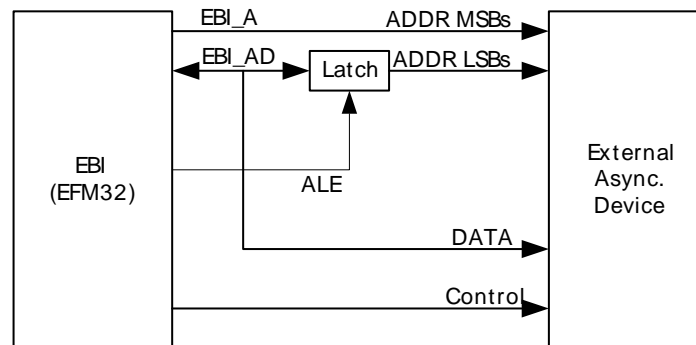 EBI_A ADDR MSBs
EBI_AD Latch ADDR LSBs
EBI
(EFM32)
ALE
External
Async.
Device
DATA
Control